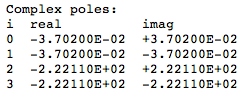 Complex poles:
i  real          imag
0  -3.70200E-02  +3.70200E-02
1  -3.70200E-02  -3.70200E-02
2  -2.22110E+02  +2.22110E+02
3  -2.22110E+02  -2.22110E+02